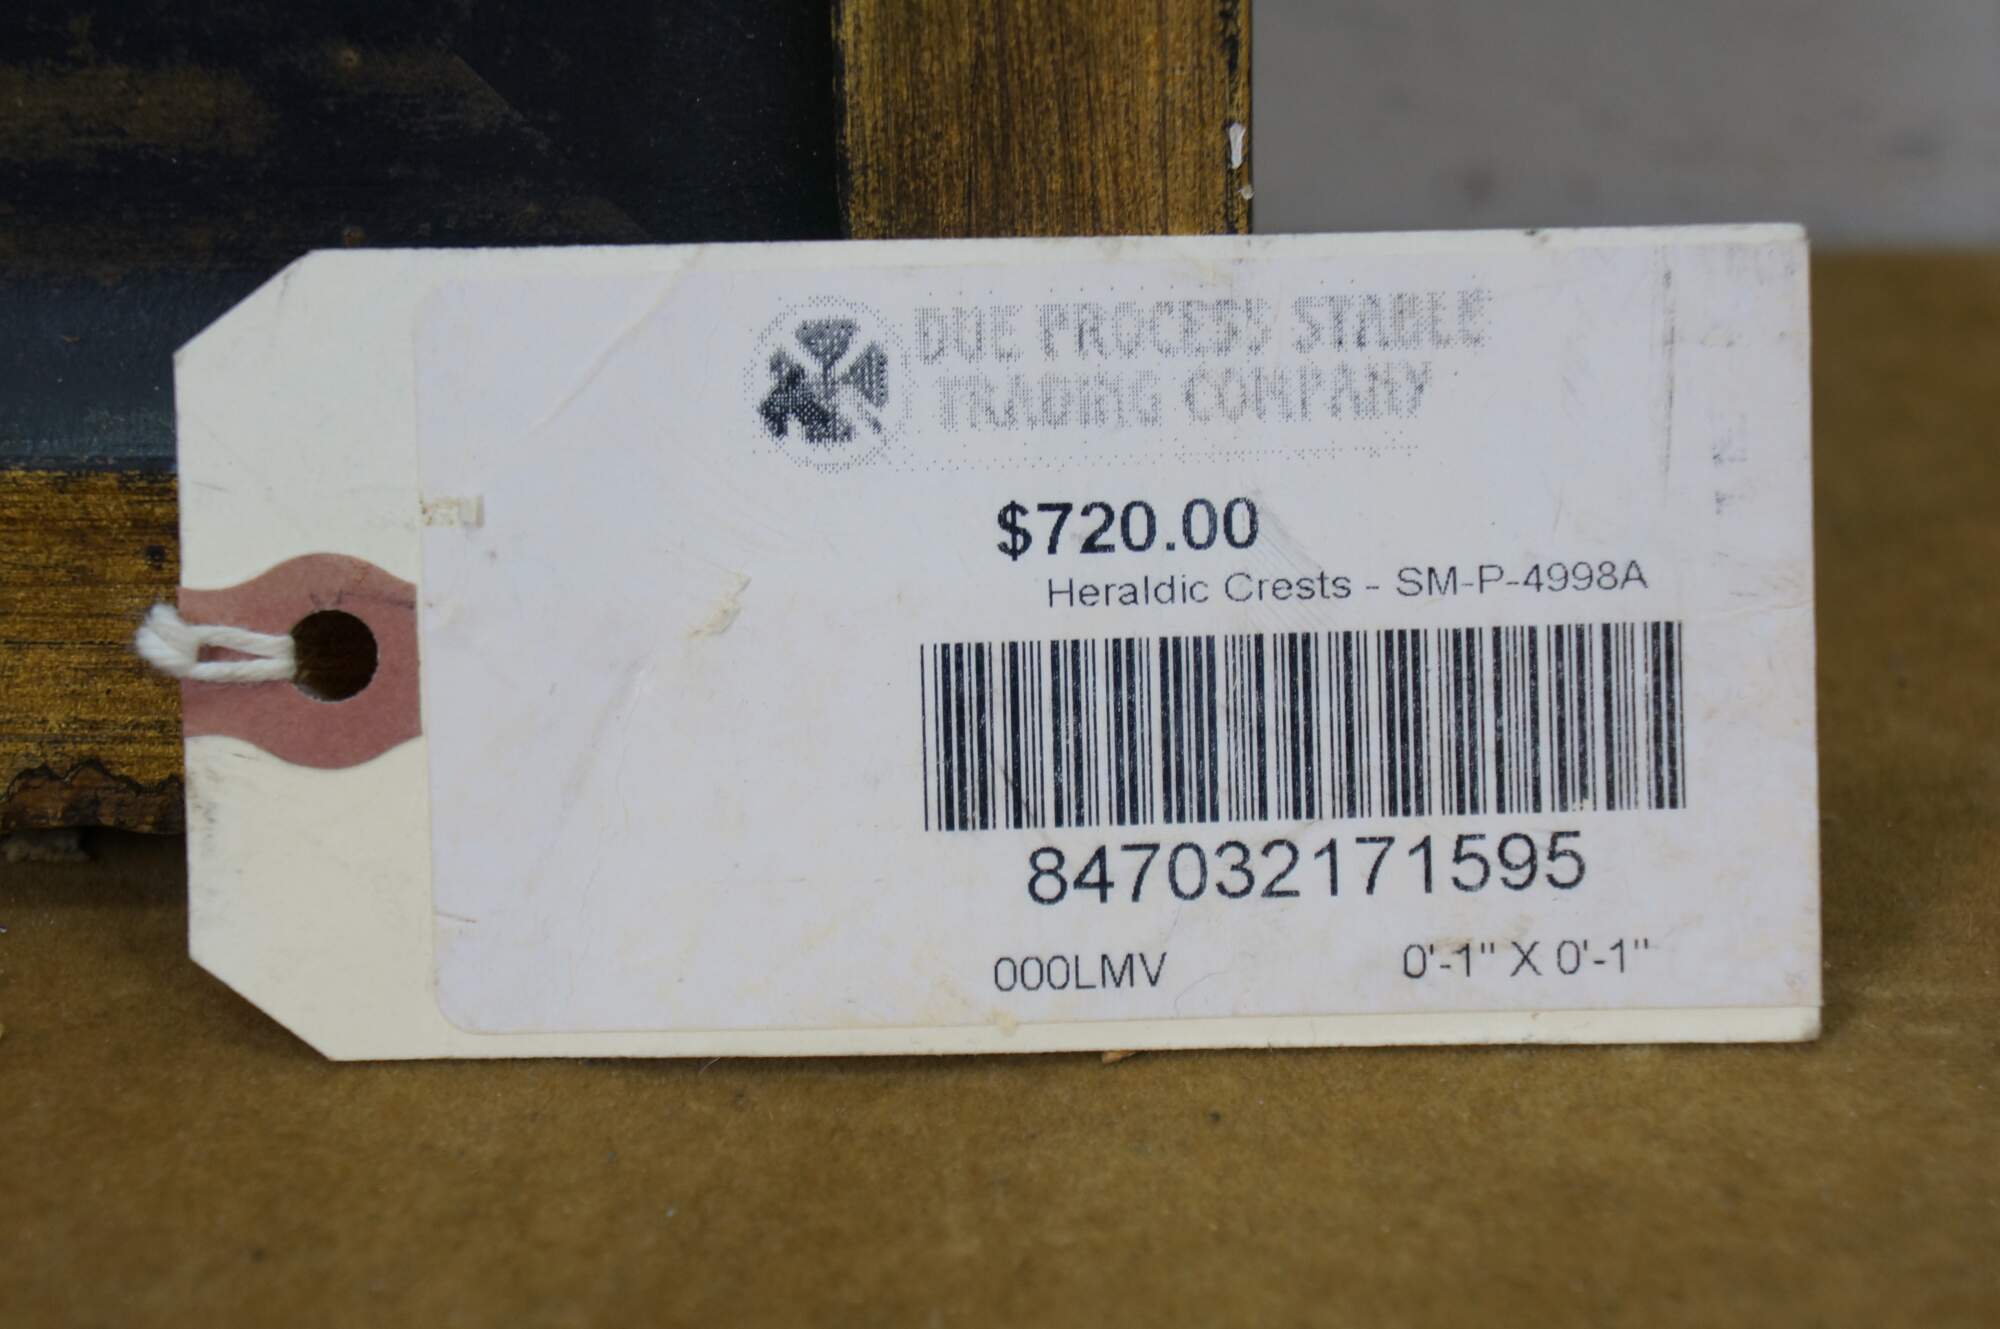 DUE PROCESS STABLE
TRADING COMPANY
$720.00
Heraldic Crests - SM-P-4998A
847032171595
000LMV 0'-1" X 0'-1"